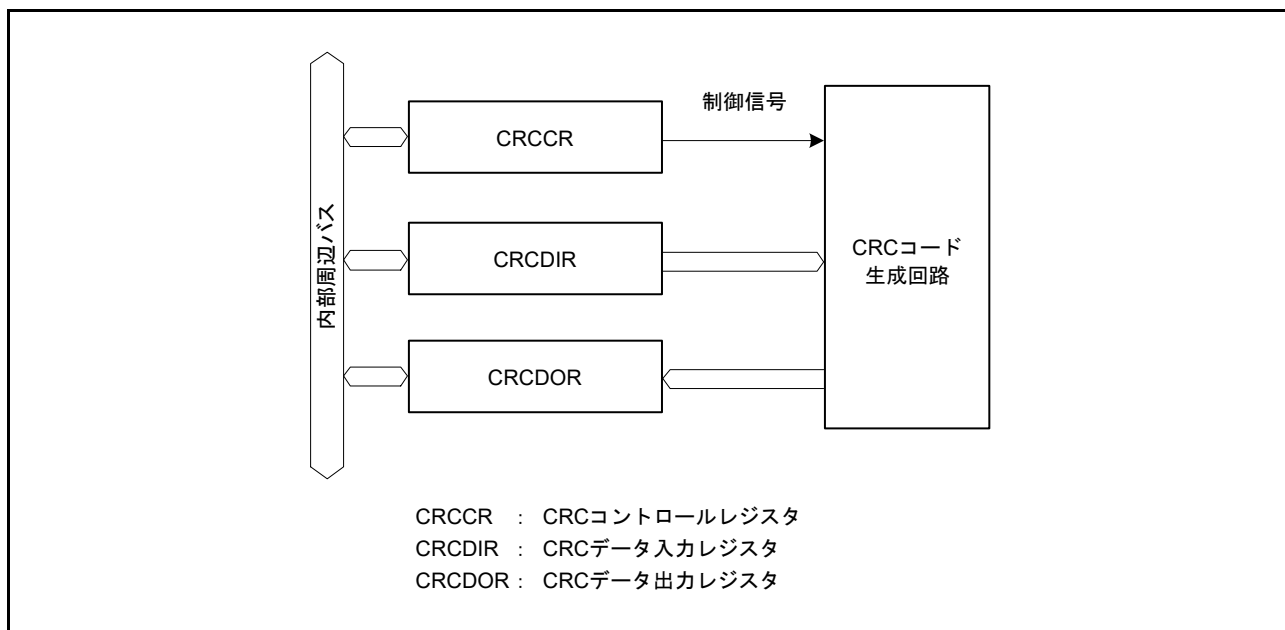 制御信号
CRCCR
内部周辺バス
CRCDIR
CRCコード
生成回路
CRCDOR
CRCCR : CRCコントロールレジスタ
CRCDIR : CRCデータ入力レジスタ
CRCDOR : CRCデータ出力レジスタ